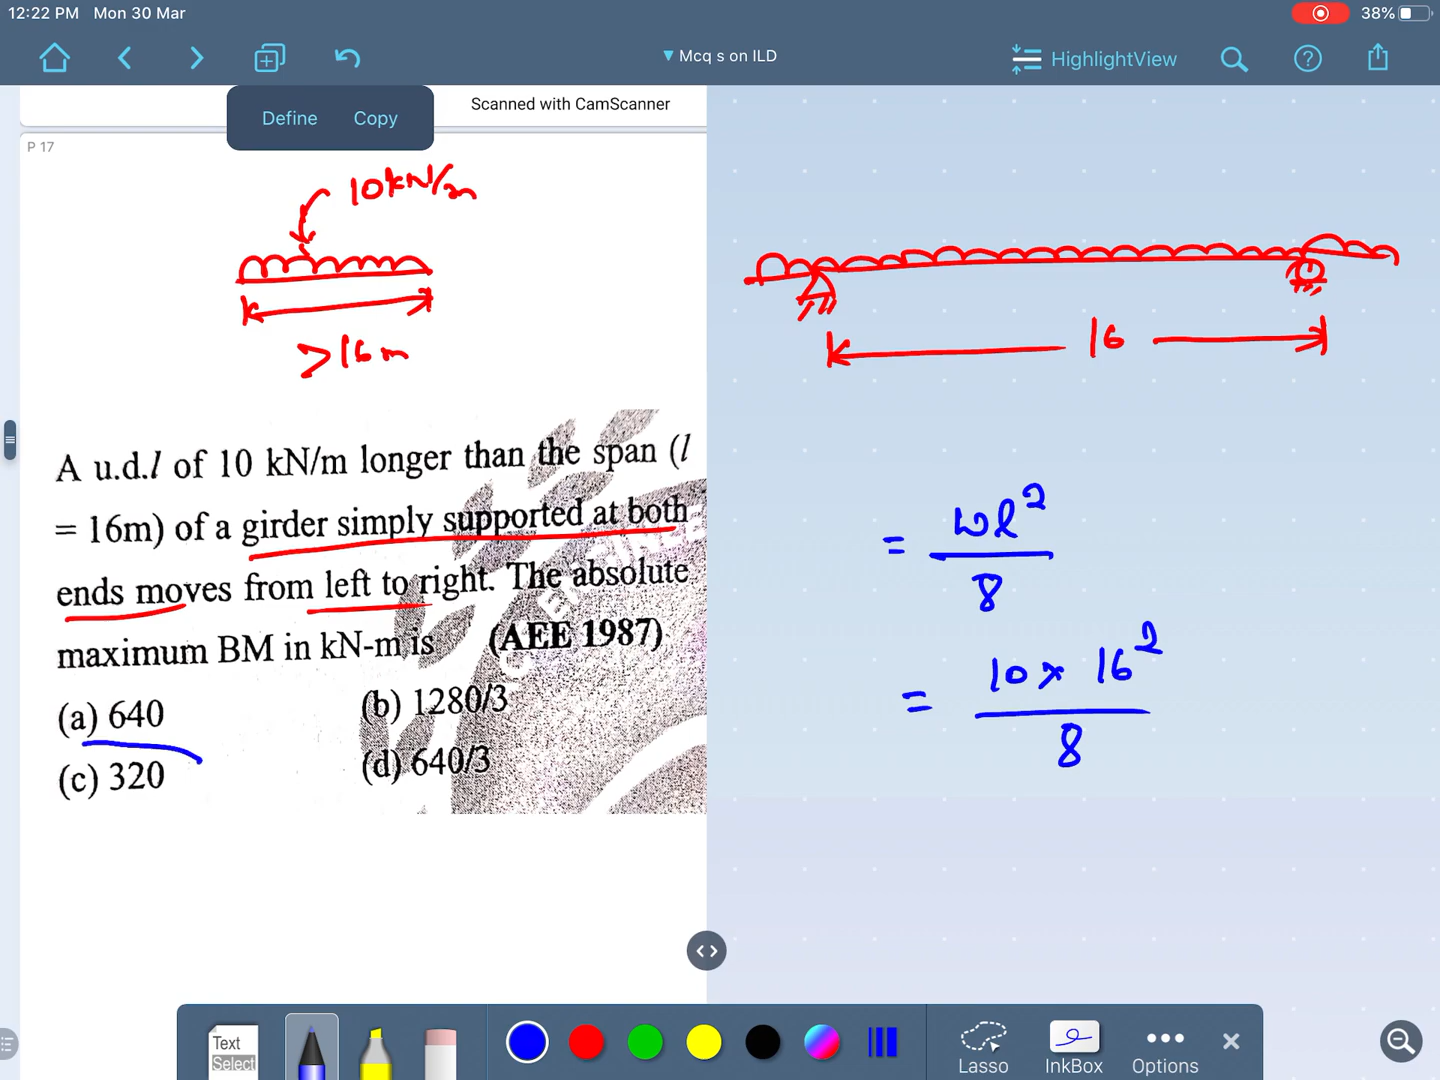 12:22 PM Mon 30 Mar
38%
Mcq s on ILD
HighlightView
Define Copy
Scanned with CamScanner
P 17
10kN/m
>16m
16
A u.d.l of 10 kN/m longer than the span (l
= 16m) of a girder simply supported at both
ends moves from left to right. The absolute
maximum BM in kN-m is (AEE 1987)
(a) 640 (b) 1280/3
(c) 320 (d) 640/3
= wl²
8
= 10 x 16²
8
Text
Select
Lasso
InkBox
Options